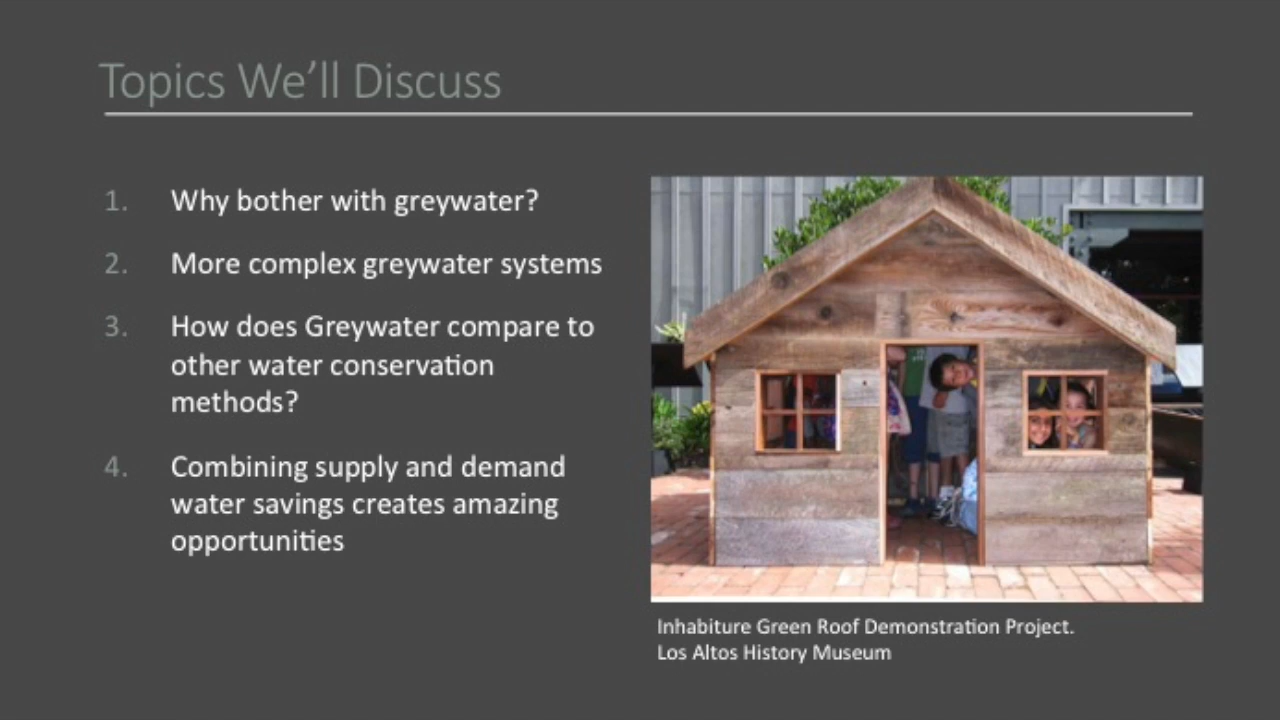 Topics We'll Discuss
1. Why bother with greywater?
2. More complex greywater systems
3. How does Greywater compare to
other water conservation
methods?
4. Combining supply and demand
water savings creates amazing
opportunities
Inhabiture Green Roof Demonstration Project.
Los Altos History Museum